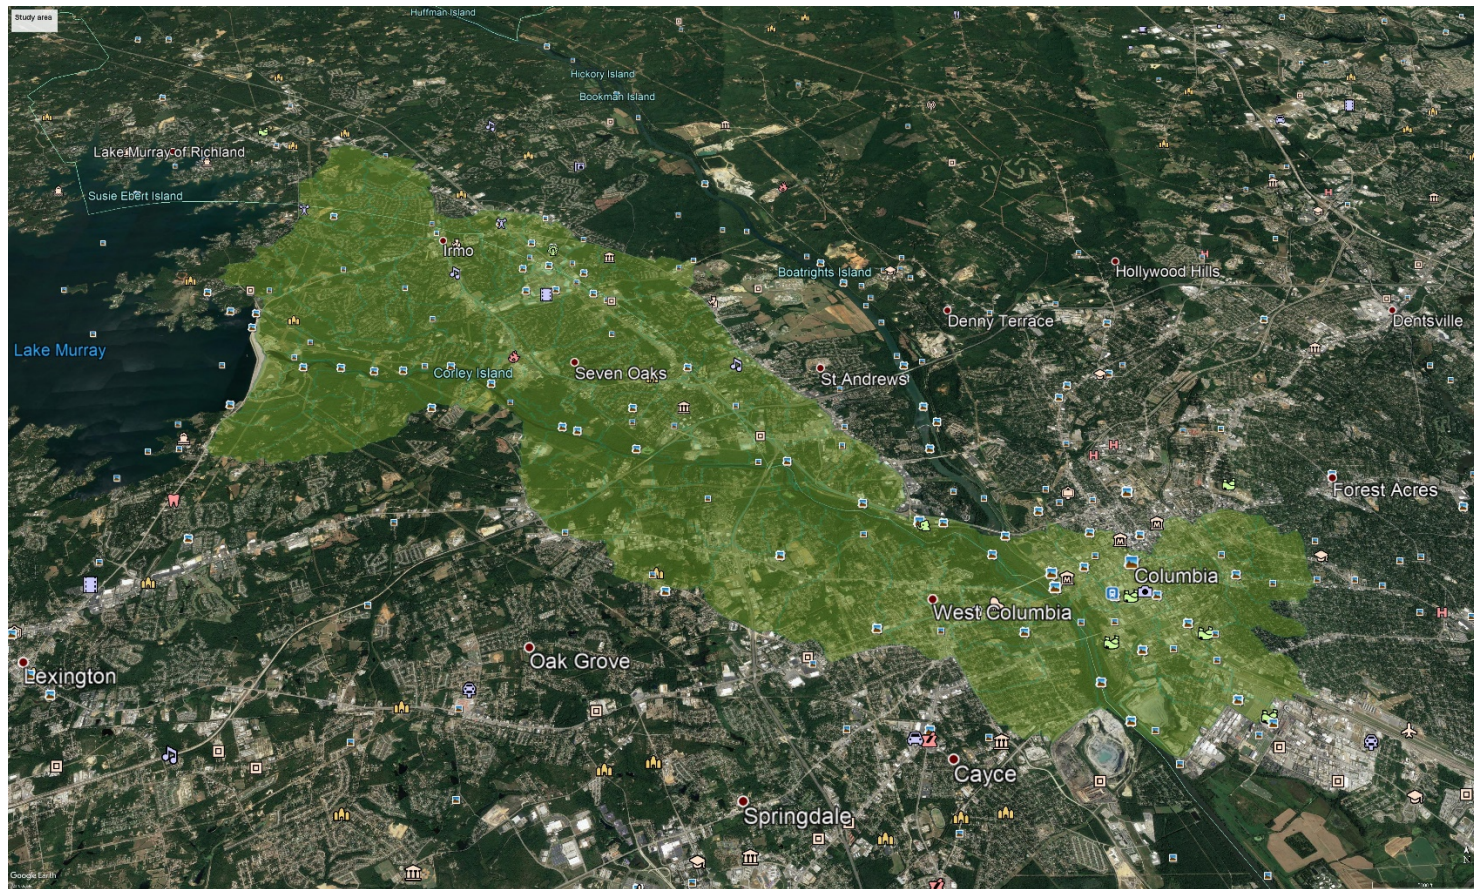 Study area
Huffman Island
Hickory Island
Bookman Island
Lake Murray of Richland
Susie Ebert Island
Irmo
Boatrights Island
Hollywood Hills
Denny Terrace
Dentsville
Lake Murray
Corley Island
Seven Oaks
St Andrews
Forest Acres
Columbia
West Columbia
Oak Grove
Lexington
Cayce
Springdale
Google Earth
N